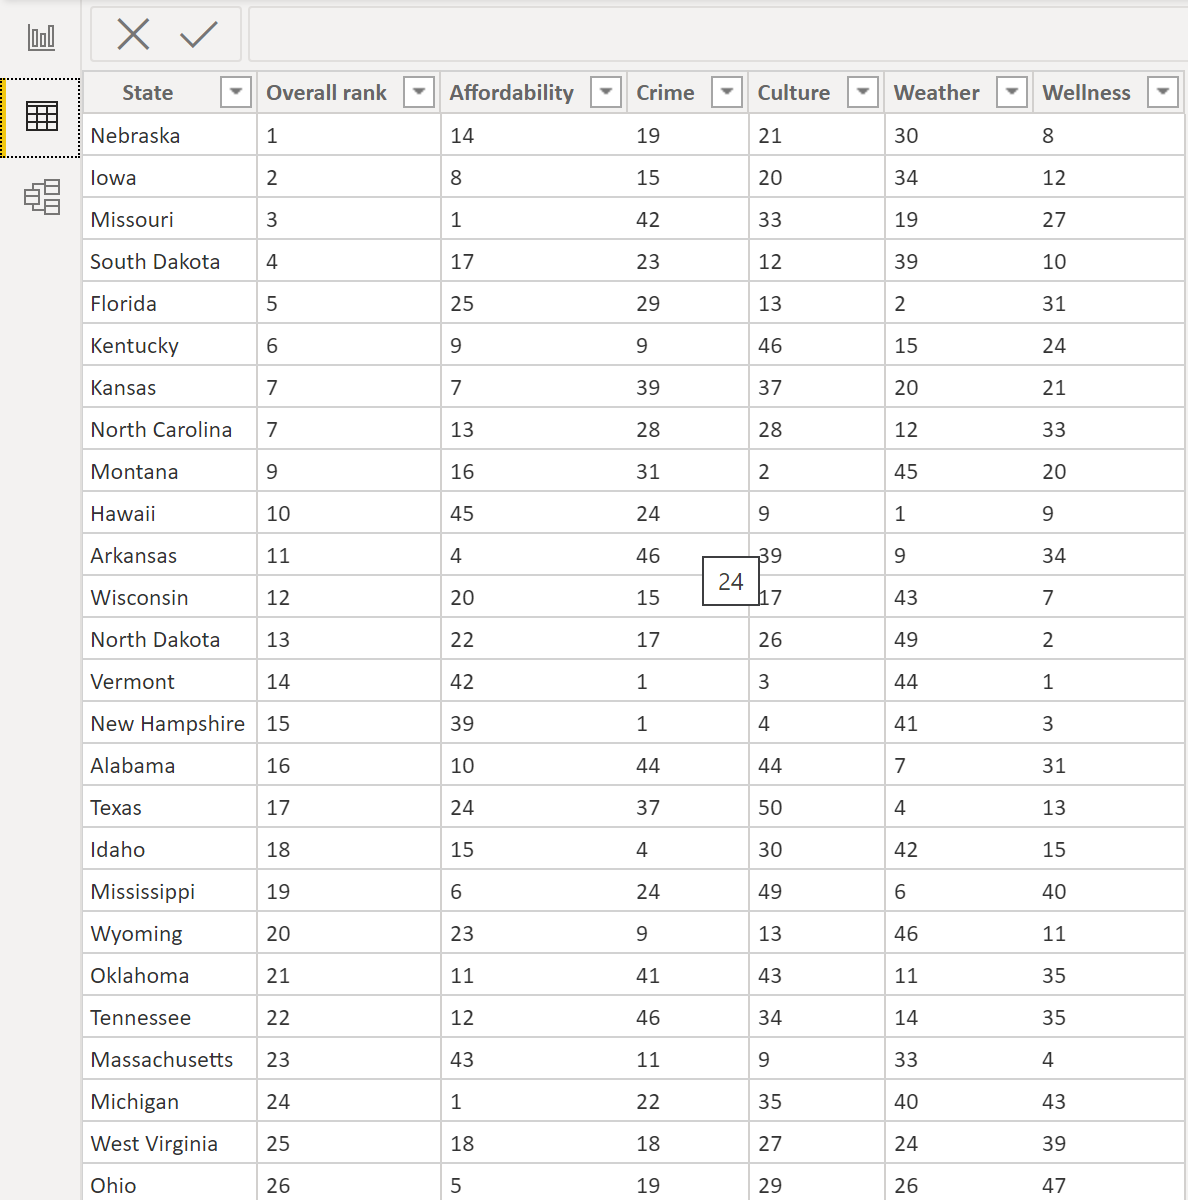 State Overall rank Affordability Crime Culture Weather Wellness
Nebraska 1 14 19 21 30 8
Iowa 2 8 15 20 34 12
Missouri 3 1 42 33 19 27
South Dakota 4 17 23 12 39 10
Florida 5 25 29 13 2 31
Kentucky 6 9 9 46 15 24
Kansas 7 7 39 37 20 21
North Carolina 7 13 28 28 12 33
Montana 9 16 31 2 45 20
Hawaii 10 45 24 9 1 9
Arkansas 11 4 46 39 9 34
24
Wisconsin 12 20 15 17 43 7
North Dakota 13 22 17 26 49 2
Vermont 14 42 1 3 44 1
New Hampshire 15 39 1 4 41 3
Alabama 16 10 44 44 7 31
Texas 17 24 37 50 4 13
Idaho 18 15 4 30 42 15
Mississippi 19 6 24 49 6 40
Wyoming 20 23 9 13 46 11
Oklahoma 21 11 41 43 11 35
Tennessee 22 12 46 34 14 35
Massachusetts 23 43 11 9 33 4
Michigan 24 1 22 35 40 43
West Virginia 25 18 18 27 24 39
Ohio 26 5 19 29 26 47